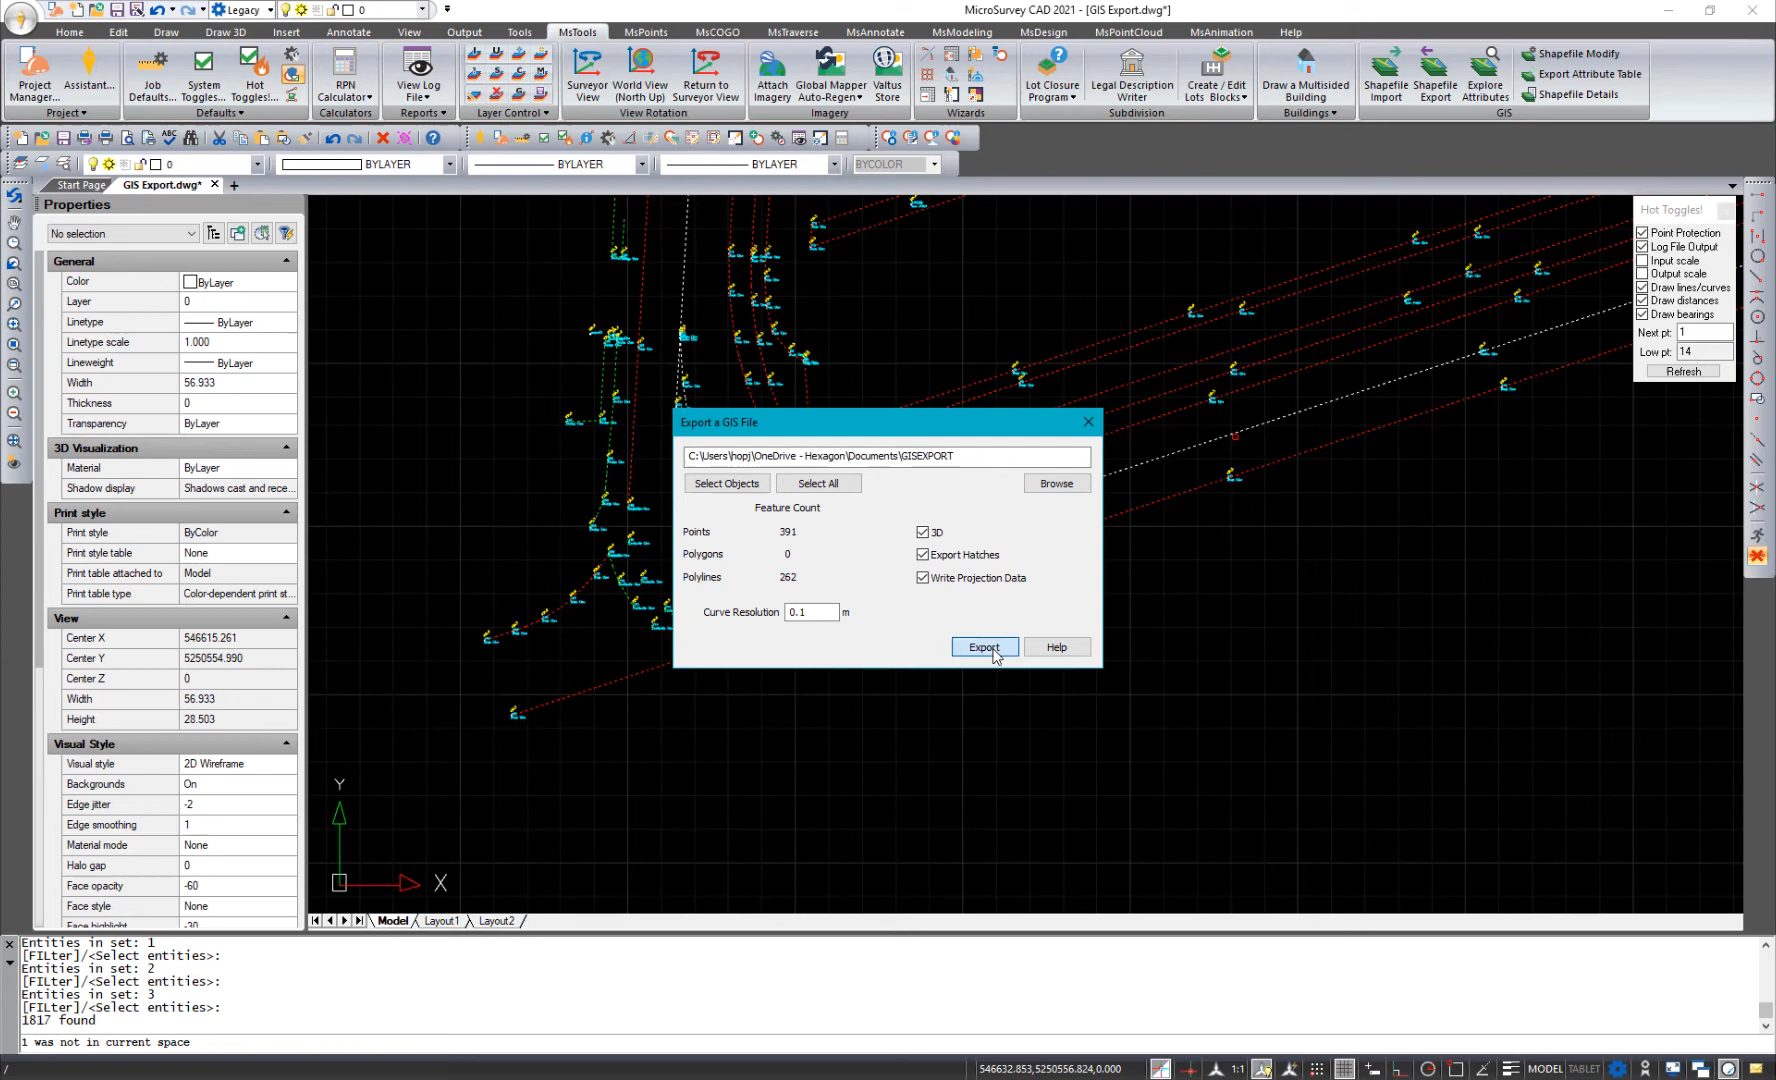 Legacy
0
MicroSurvey CAD 2021 - [GIS Export.dwg*]
Home Edit Draw Draw 3D Insert Annotate View Output Tools MsTools MsPoints MsCOGO MsTraverse MsAnnotate MsModeling MsDesign MsPointCloud MsAnimation Help
Project Manager...
Assistant...
Project
Job Defaults...
System Toggles...
Hot Toggles!...
Defaults
RPN Calculator
Calculators
View Log File
Reports
Layer Control
Surveyor View
World View (North Up)
Return to Surveyor View
View Rotation
Attach Imagery
Global Mapper Auto-Regen
Valtus Store
Imagery
Wizards
Lot Closure Program
Legal Description Writer
Create / Edit Lots Blocks
Subdivision
Draw a Multisided Building
Buildings
Shapefile Import
Shapefile Export
Explore Attributes
Shapefile Modify
Export Attribute Table
Shapefile Details
GIS
0
BYLAYER
BYLAYER
BYLAYER
BYCOLOR
Start Page
GIS Export.dwg*
Properties
No selection
General
Color ByLayer
Layer 0
Linetype ByLayer
Linetype scale 1.000
Lineweight ByLayer
Width 56.933
Thickness 0
Transparency ByLayer
3D Visualization
Material ByLayer
Shadow display Shadows cast and rece...
Print style
Print style ByColor
Print style table None
Print table attached to Model
Print table type Color-dependent print st...
View
Center X 546615.261
Center Y 5250554.990
Center Z 0
Width 56.933
Height 28.503
Visual Style
Visual style 2D Wireframe
Backgrounds On
Edge jitter -2
Edge smoothing 1
Material mode None
Halo gap 0
Face opacity -60
Face style None
Face highlight -30
Hot Toggles!
Point Protection
Log File Output
Input scale
Output scale
Draw lines/curves
Draw distances
Draw bearings
Next pt: 1
Low pt: 14
Refresh
Export a GIS File
C:\Users\hopj\OneDrive - Hexagon\Documents\GISEXPORT
Select Objects
Select All
Browse
Feature Count
Points 391
Polygons 0
Polylines 262
3D
Export Hatches
Write Projection Data
Curve Resolution 0.1 m
Export
Help
Y
X
Model Layout1 Layout2
Entities in set: 1
[FILter]/<Select entities>:
Entities in set: 2
[FILter]/<Select entities>:
Entities in set: 3
[FILter]/<Select entities>:
1817 found
1 was not in current space
/
546632.853,5250556.824,0.000
1:1
MODEL TABLET